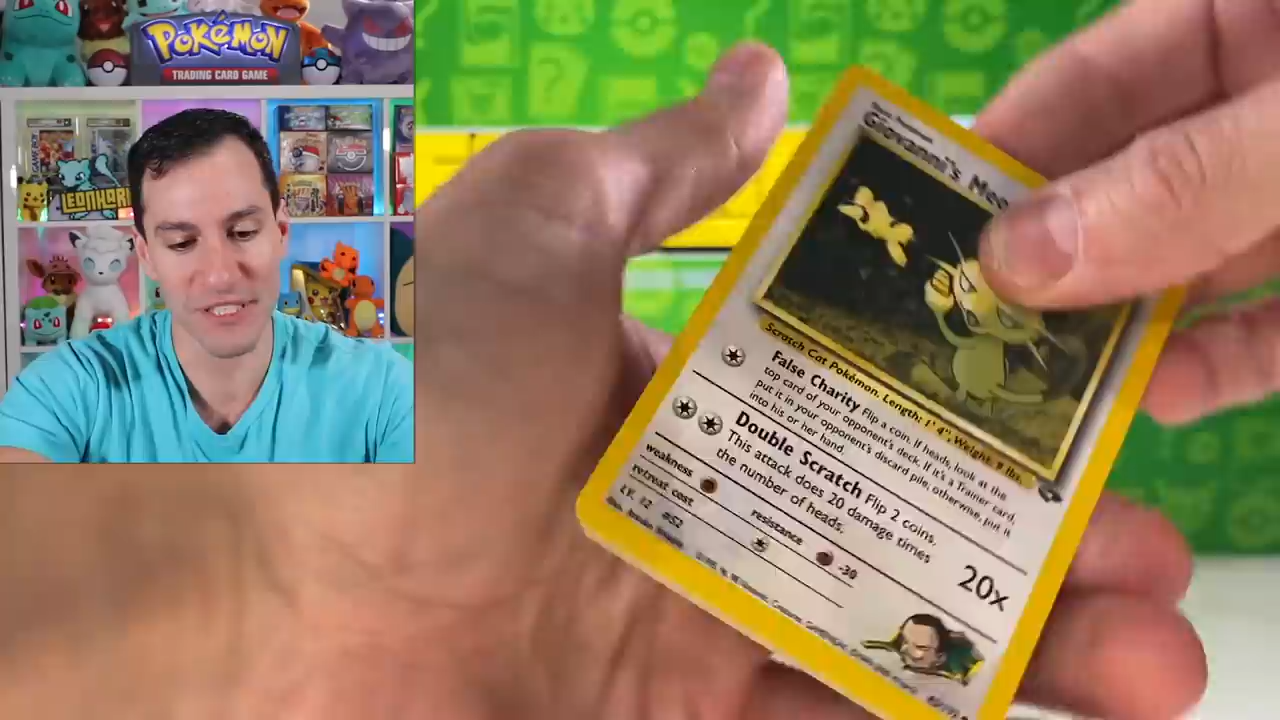 POKéMON
TRADING CARD GAME
LEONHART
Giovanni's Meo
Scratch Cat Pokémon. Length: 1' 4", Weight: 9 lbs.
False Charity Flip a coin. If heads, look at the
top card of your opponent's deck. If it's a Trainer card,
put it in your opponent's discard pile, otherwise, put it
into his or her hand.
Double Scratch Flip 2 coins.
This attack does 20 damage times
the number of heads.
20x
weakness
resistance
-30
retreat cost
LV. 12 #52